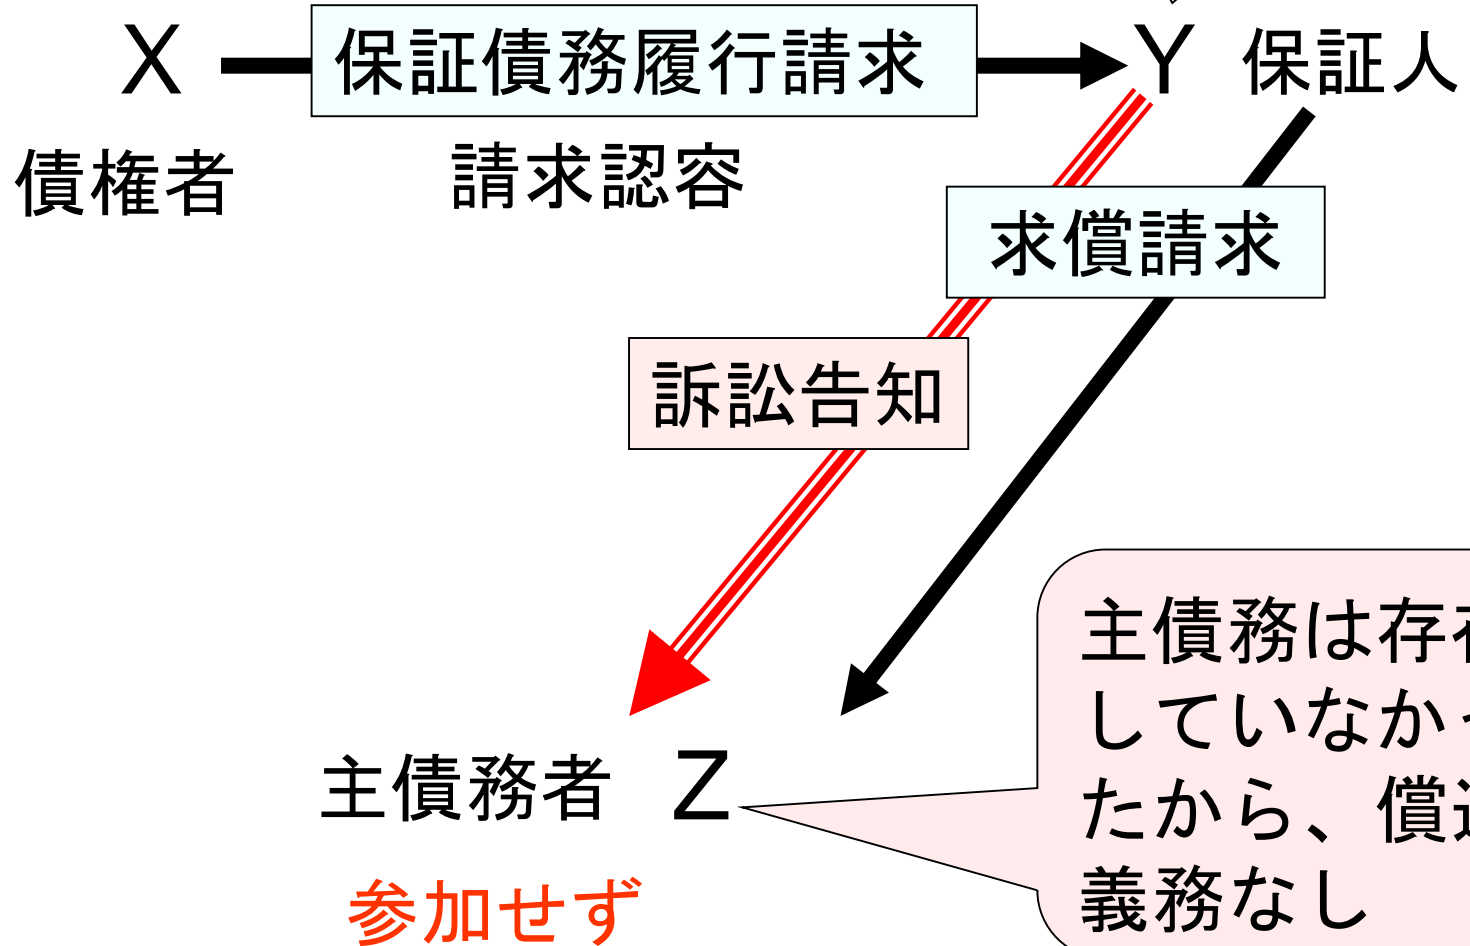 X 保証債務履行請求 Y 保証人
債権者 請求認容
求償請求
訴訟告知
主債務は存
していなか
たから、償
義務なし
主債務者 Z
参加せず